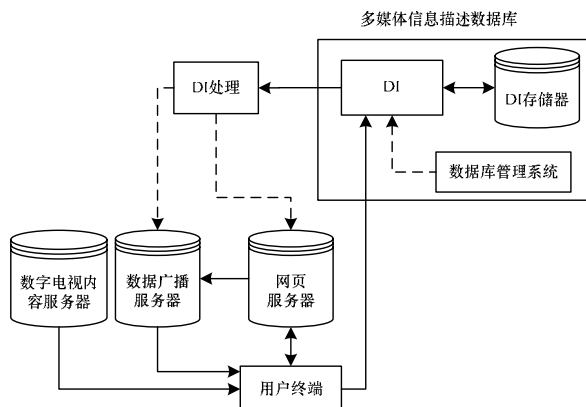 多媒体信息描述数据库
DI处理
DI
DI存储器
数据库管理系统
数字电视内
容服务器
数据广播
服务器
网页
服务器
用户终端